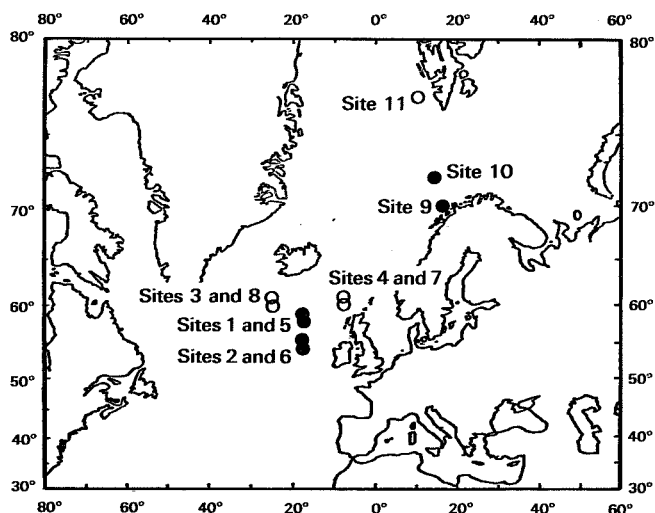 80° 60° 40° 20° 0° 20° 40° 60°
80° 80°
Site 11
Site 10
Site 9
70° 70°
Sites 3 and 8 Sites 4 and 7
60° 60°
Sites 1 and 5
Sites 2 and 6
50° 50°
40° 40°
30° 30°
80° 60° 40° 20° 0° 20° 40° 60°